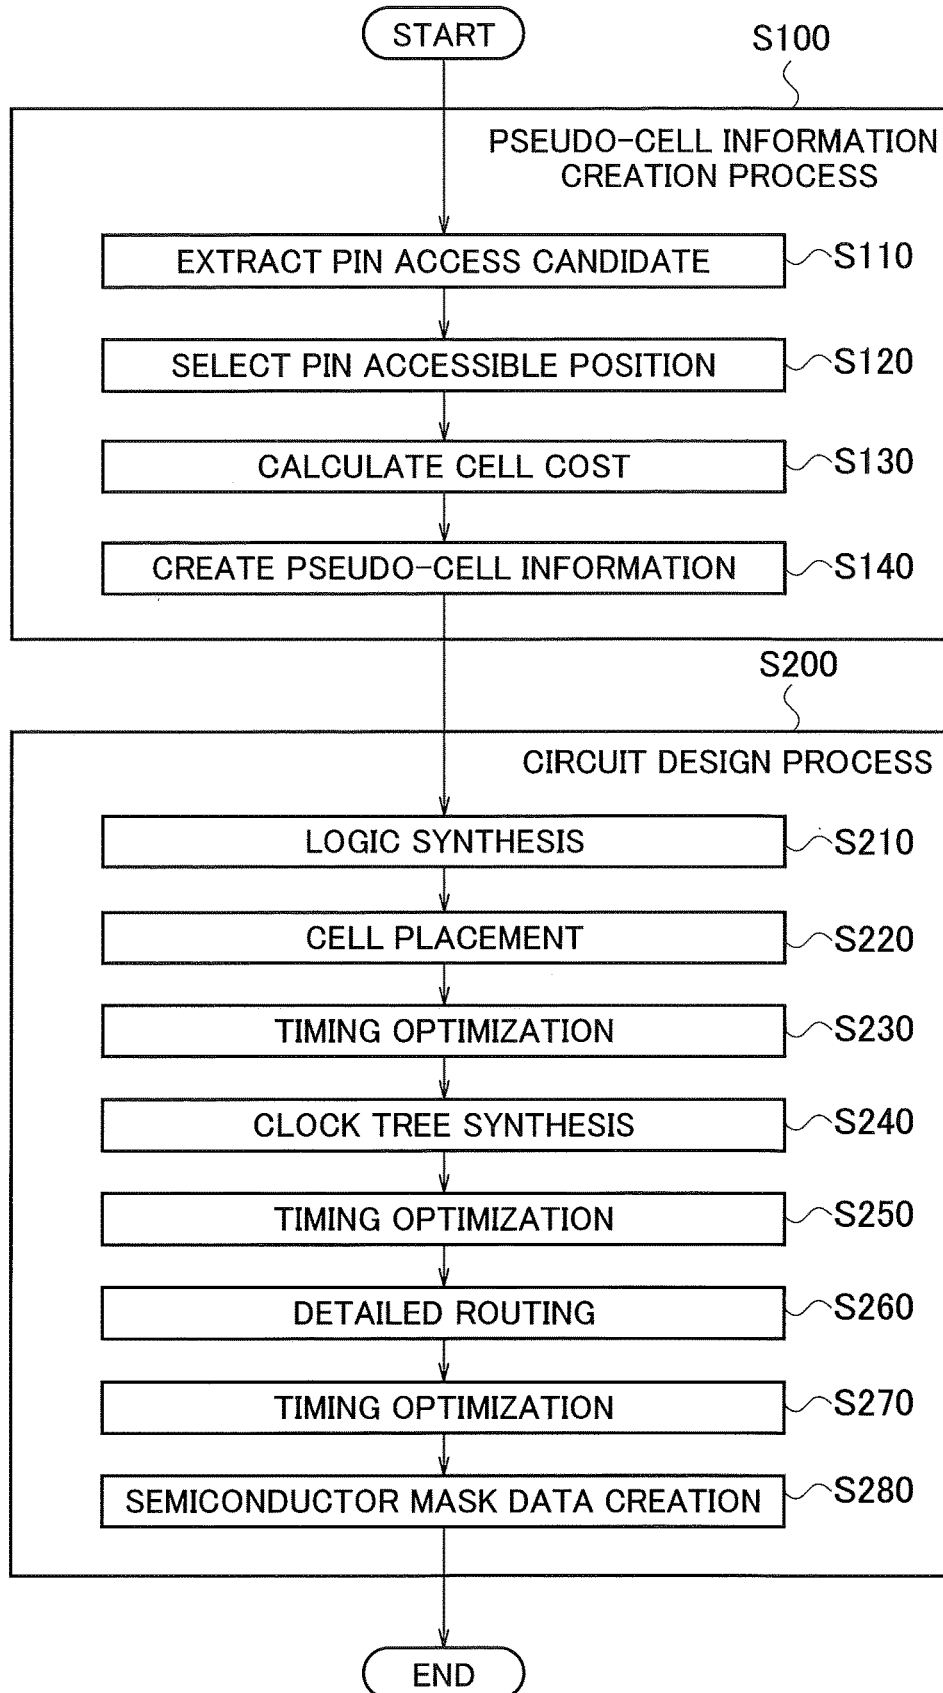 START
S100
PSEUDO-CELL INFORMATION
CREATION PROCESS
EXTRACT PIN ACCESS CANDIDATE
S110
SELECT PIN ACCESSIBLE POSITION
S120
CALCULATE CELL COST
S130
CREATE PSEUDO-CELL INFORMATION
S140
S200
CIRCUIT DESIGN PROCESS
LOGIC SYNTHESIS
S210
CELL PLACEMENT
S220
TIMING OPTIMIZATION
S230
CLOCK TREE SYNTHESIS
S240
TIMING OPTIMIZATION
S250
DETAILED ROUTING
S260
TIMING OPTIMIZATION
S270
SEMICONDUCTOR MASK DATA CREATION
S280
END